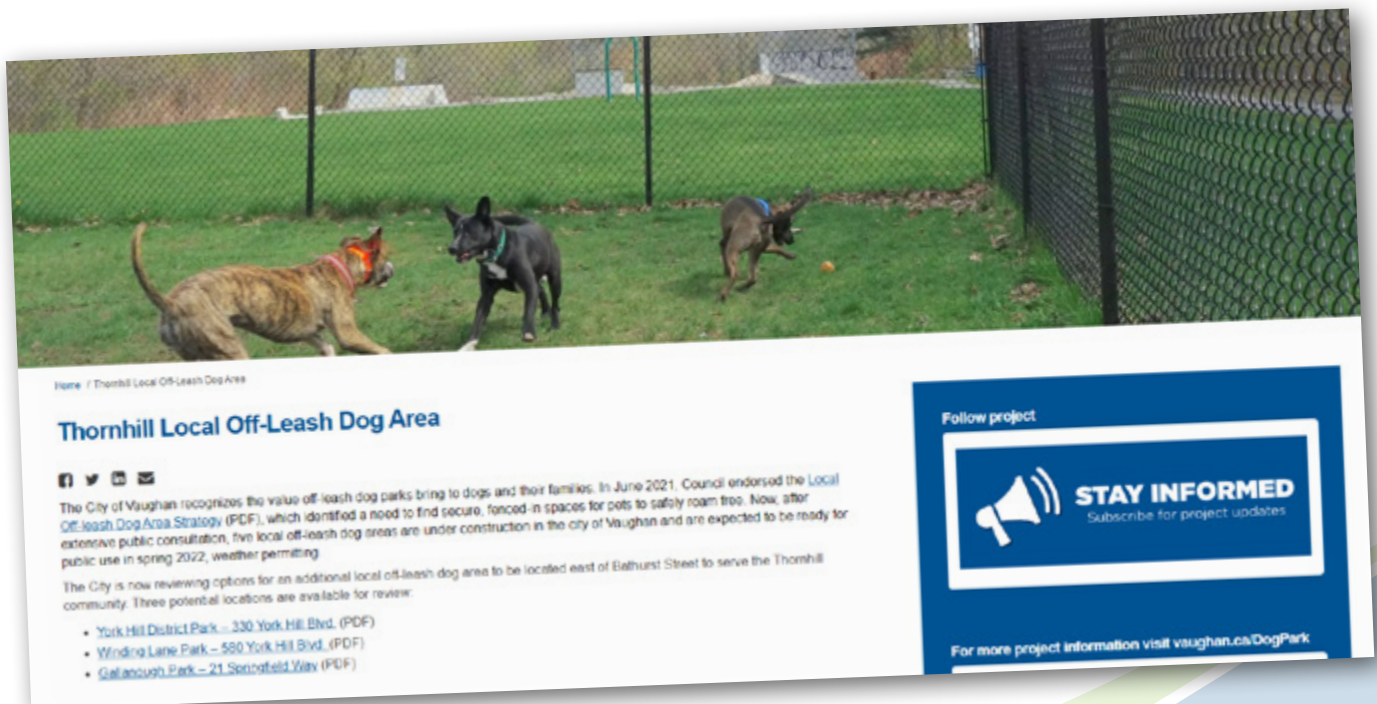 Home / Thornhill Local Off-Leash Dog Area
Thornhill Local Off-Leash Dog Area
The City of Vaughan recognizes the value off-leash dog parks bring to dogs and their families. In June 2021, Council endorsed the Local
Off-leash Dog Area Strategy (PDF), which identified a need to find secure, fenced-in spaces for pets to safely roam free. Now, after
extensive public consultation, five local off-leash dog areas are under construction in the city of Vaughan and are expected to be ready for
public use in spring 2022, weather permitting.
The City is now reviewing options for an additional local off-leash dog area to be located east of Bathurst Street to serve the Thornhill
community. Three potential locations are available for review:
• York Hill District Park – 330 York Hill Blvd. (PDF)
• Winding Lane Park – 580 York Hill Blvd. (PDF)
• Gallanough Park – 21 Springfield Way (PDF)
Follow project
STAY INFORMED
Subscribe for project updates
For more project information visit vaughan.ca/DogPark